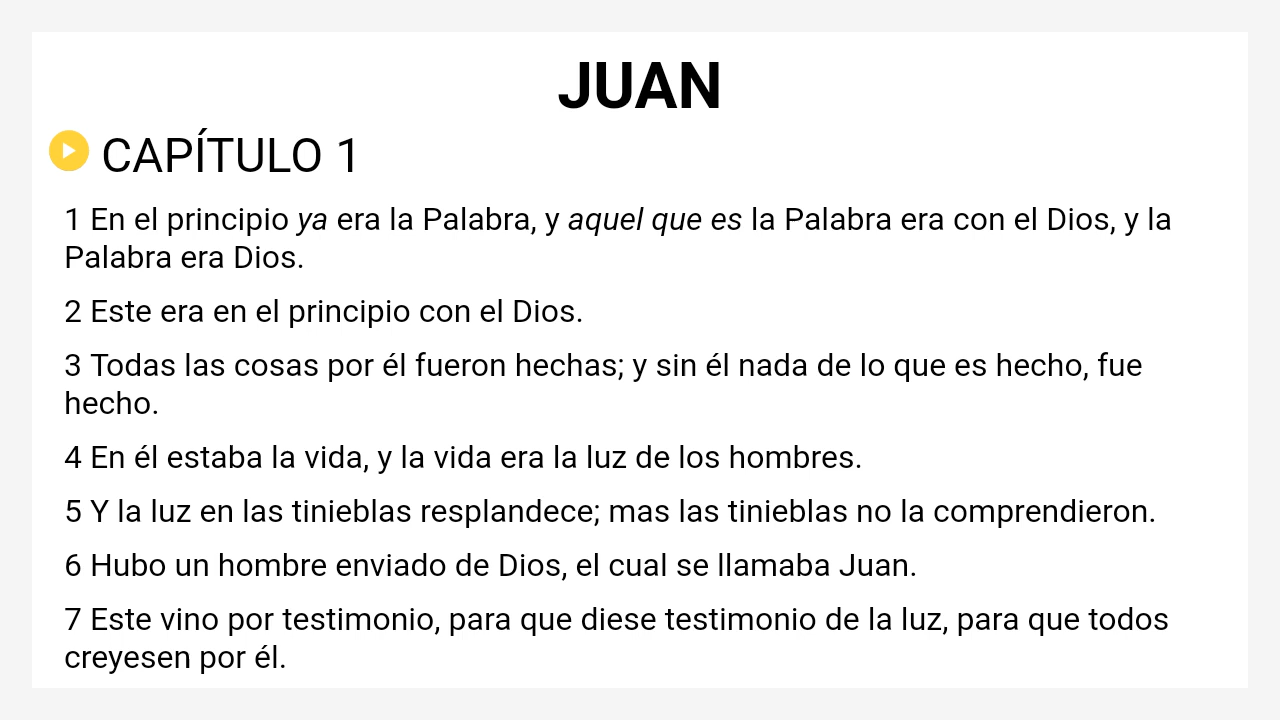 JUAN
CAPÍTULO 1
1 En el principio ya era la Palabra, y aquel que es la Palabra era con el Dios, y la
Palabra era Dios.
2 Este era en el principio con el Dios.
3 Todas las cosas por él fueron hechas; y sin él nada de lo que es hecho, fue
hecho.
4 En él estaba la vida, y la vida era la luz de los hombres.
5 Y la luz en las tinieblas resplandece; mas las tinieblas no la comprendieron.
6 Hubo un hombre enviado de Dios, el cual se llamaba Juan.
7 Este vino por testimonio, para que diese testimonio de la luz, para que todos
creyesen por él.